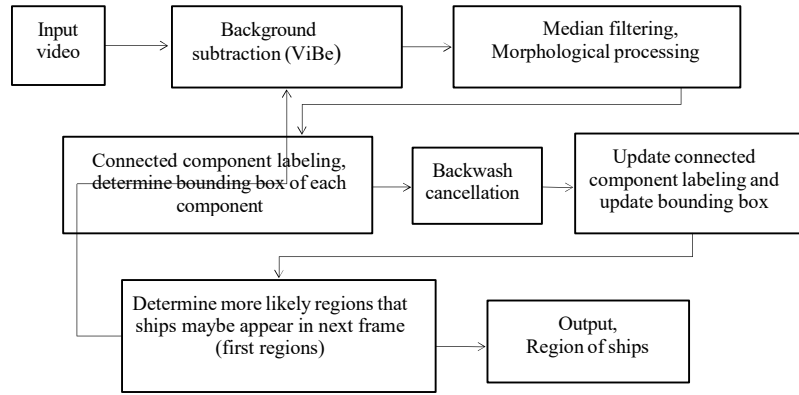 Input
video
Background
subtraction (ViBe)
Median filtering,
Morphological processing
Connected component labeling,
determine bounding box of each
component
Backwash
cancellation
Update connected
component labeling and
update bounding box
Determine more likely regions that
ships maybe appear in next frame
(first regions)
Output,
Region of ships